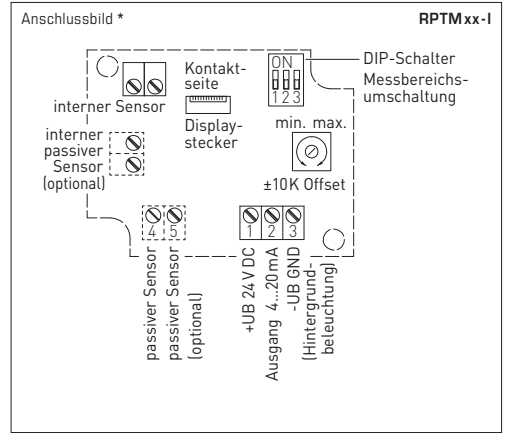 Anschlussbild *
RPTM xx - I
ON
1 2 3
DIP-Schalter
Messbereichs-
umschaltung
Kontakt-
seite
Display-
stecker
interner Sensor
interner
passiver
Sensor
(optional)
min. max.
±10K Offset
4
5
1
2
3
passiver Sensor
passiver Sensor
(optional)
+UB 24 V DC
Ausgang 4...20 mA
-UB GND
(Hintergrund-
beleuchtung)